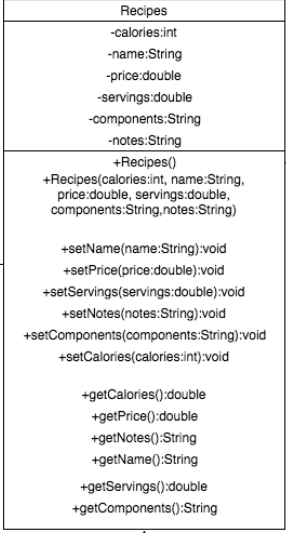 Recipes
-calories:int
-name:String
-price:double
-servings:double
-components:String
-notes:String
+Recipes()
+Recipes(calories:int, name:String,
price:double, servings:double,
components:String,notes:String)
+setName(name:String):void
+setPrice(price:double):void
+setServings(servings:double):void
+setNotes(notes:String):void
+setComponents(components:String):void
+setCalories(calories:int):void
+getCalories():double
+getPrice():double
+getNotes():String
+getName():String
+getServings():double
+getComponents():String